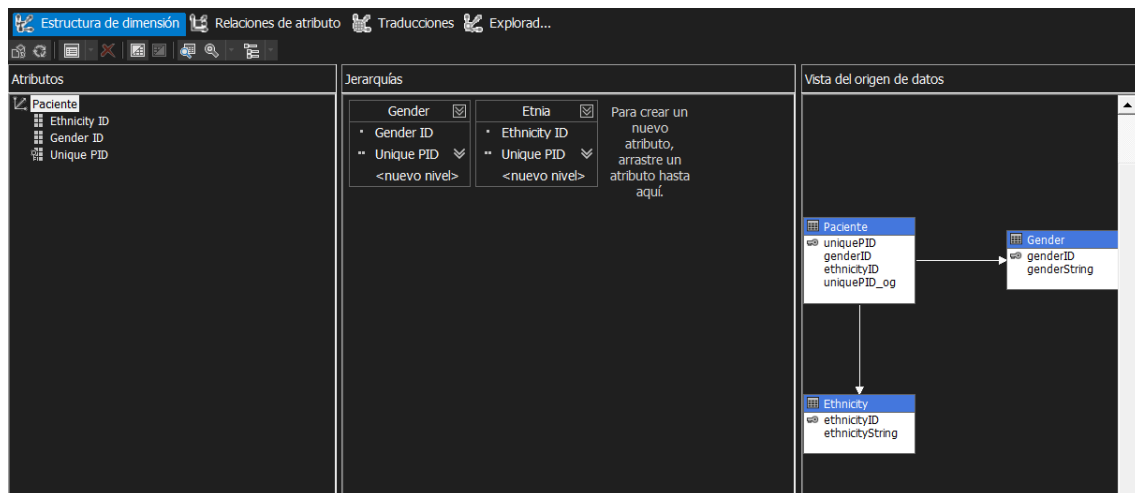 Estructura de dimensión Relaciones de atributo Traducciones Explorad...
Atributos
Paciente
Ethnicity ID
Gender ID
Unique PID
Jerarquías
Gender
Gender ID
Unique PID
<nuevo nivel>
Etnia
Ethnicity ID
Unique PID
<nuevo nivel>
Para crear un
nuevo
atributo,
arrastre un
atributo hasta
aquí.
Vista del origen de datos
Paciente
uniquePID
genderID
ethnicityID
uniquePID_og
Gender
genderID
genderString
Ethnicity
ethnicityID
ethnicityString